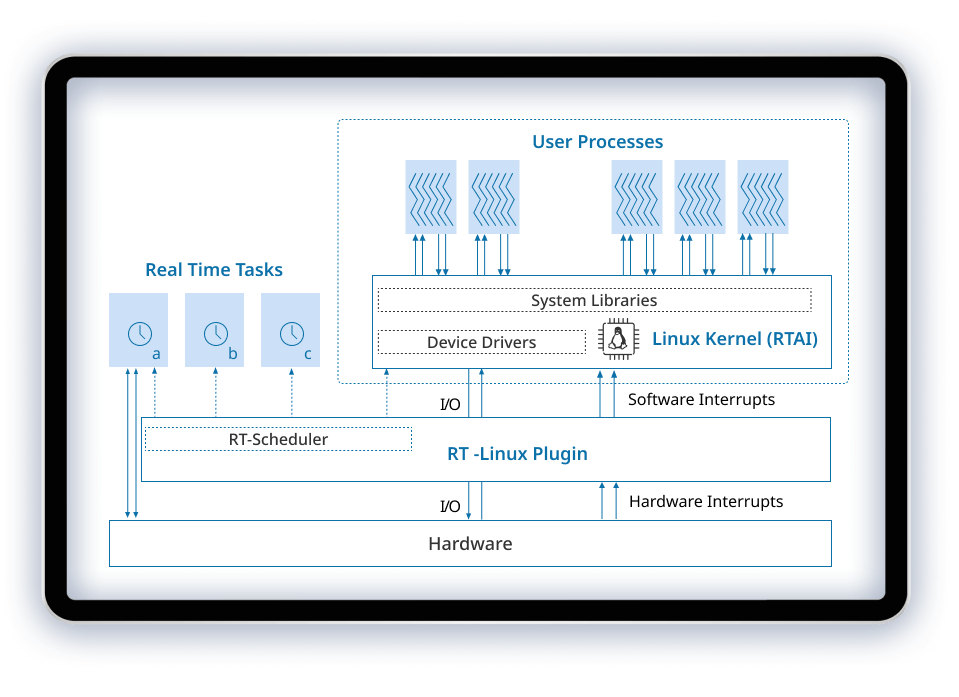 User Processes
Real Time Tasks
a
b
c
System Libraries
Device Drivers
Linux Kernel (RTAI)
I/O
Software Interrupts
RT-Scheduler
RT -Linux Plugin
I/O
Hardware Interrupts
Hardware